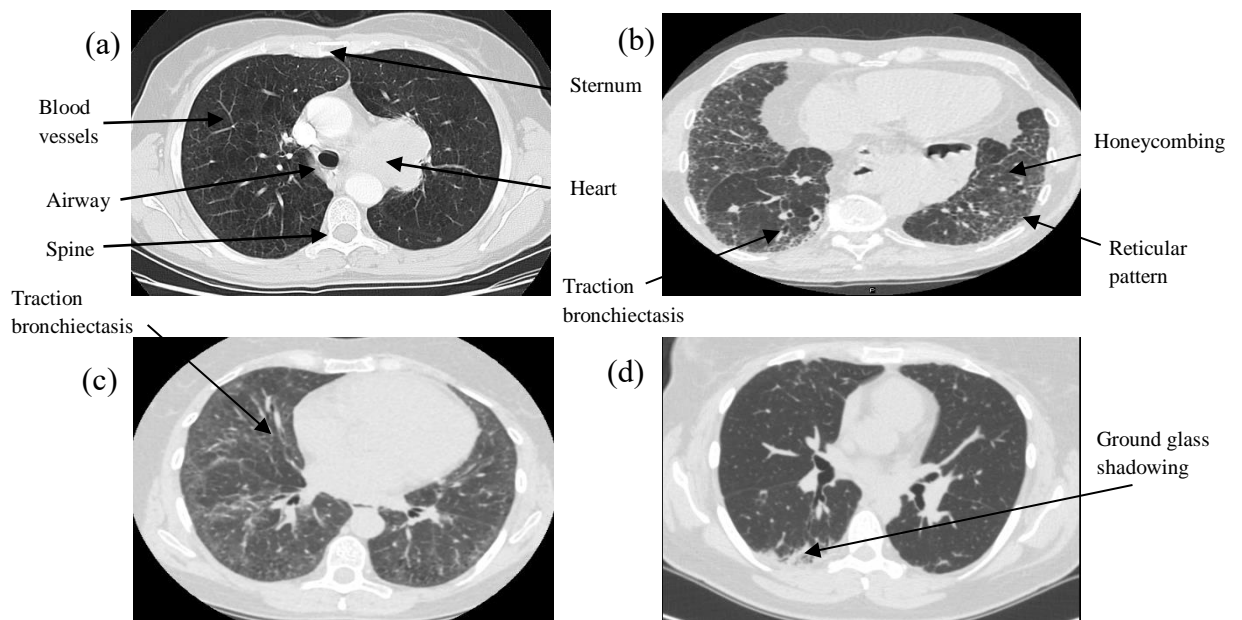 (a)
Blood
vessels
Airway
Spine
Sternum
Heart
(b)
Honeycombing
Reticular
pattern
Traction
bronchiectasis
P
Traction
bronchiectasis
(c)
(d)
Ground glass
shadowing